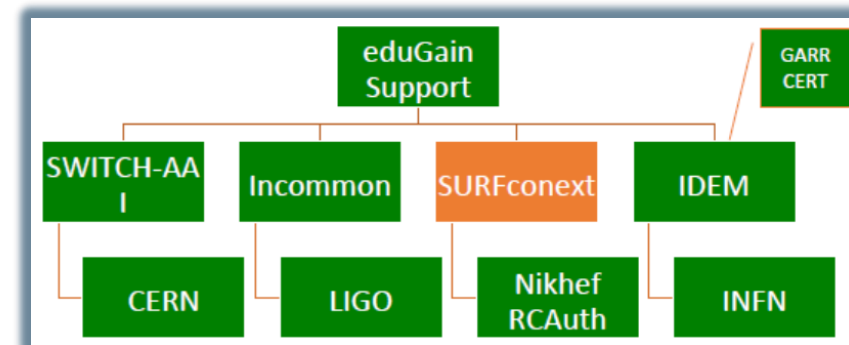 eduGain
Support
GARR
CERT
SWITCH-AA
I
Incommon
SURFconext
IDEM
CERN
LIGO
Nikhef
RCAuth
INFN